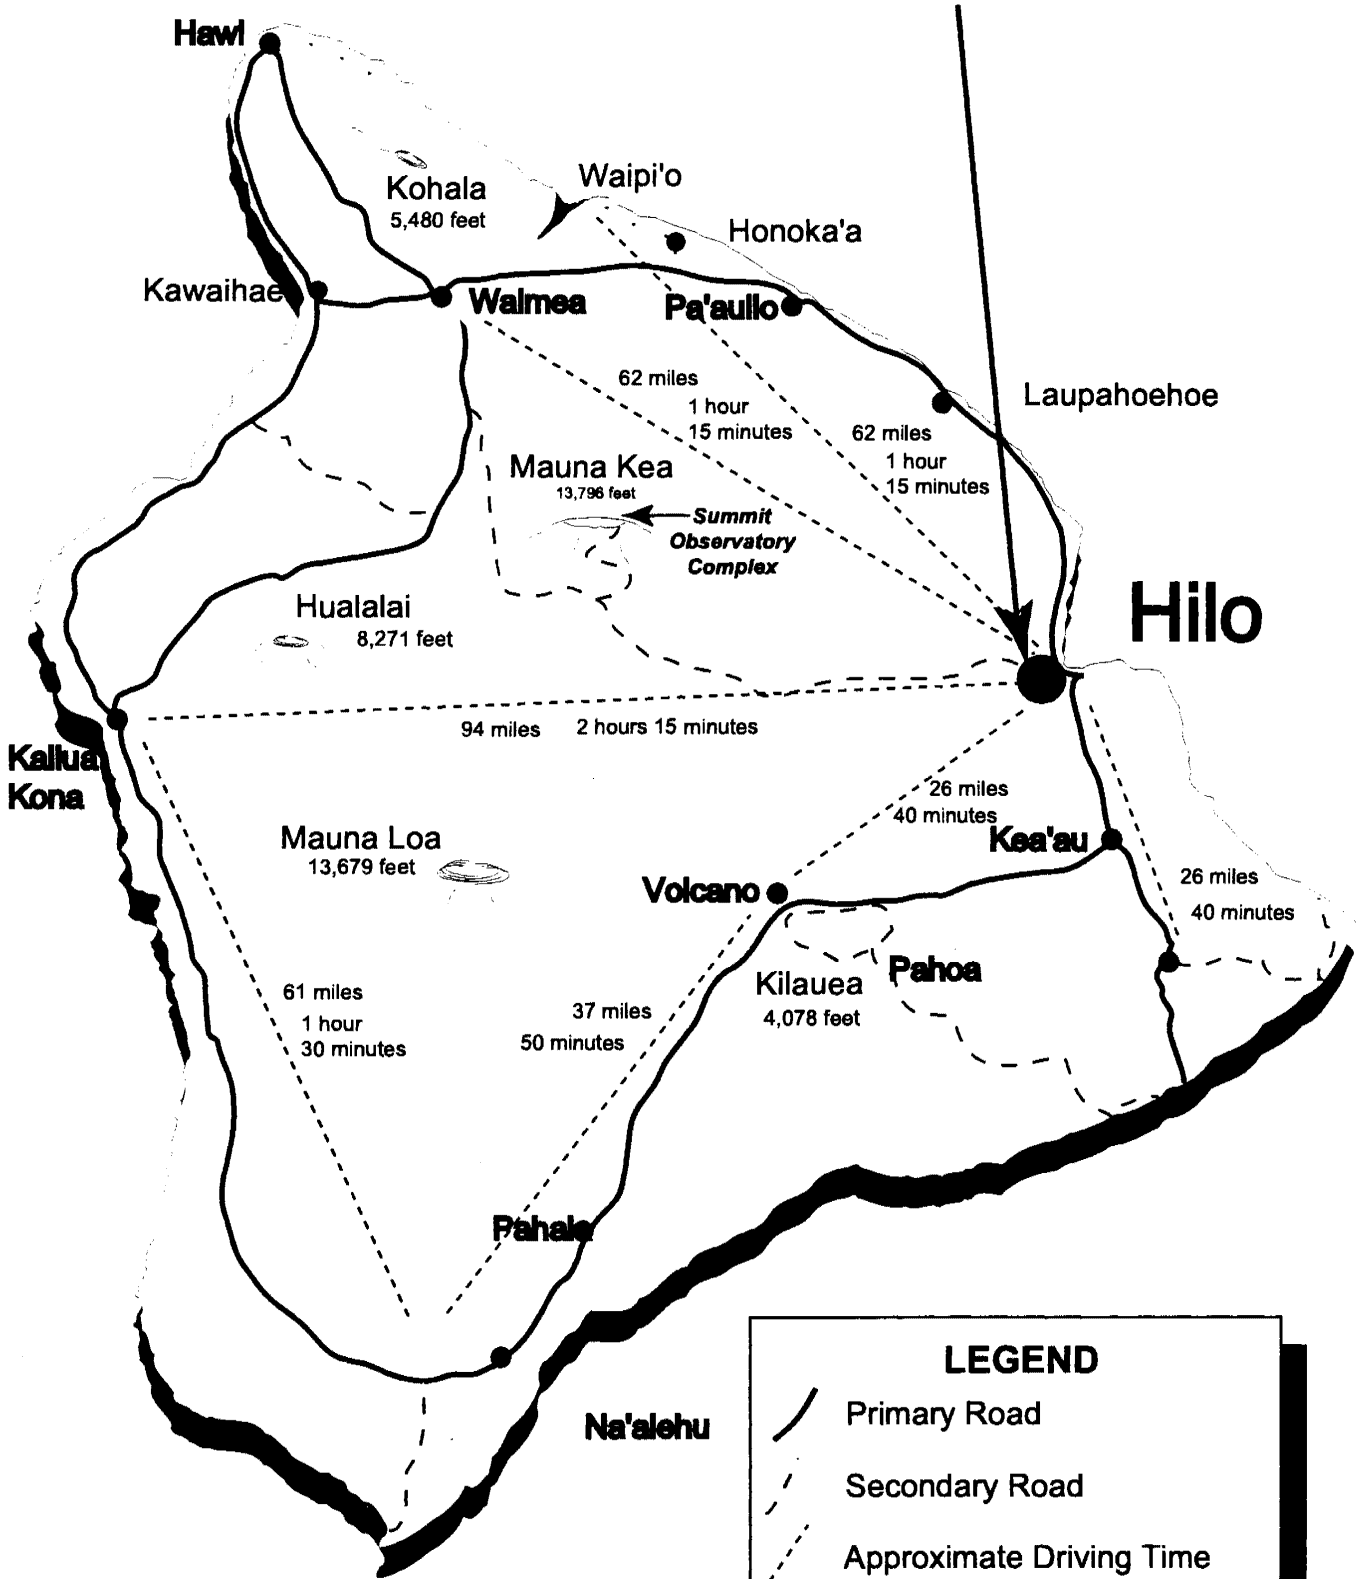 Hawi
Kohala
5,480 feet
Waipi'o
Honoka'a
Kawaihae
Waimea
Pa'auilo
Laupahoehoe
62 miles
1 hour
15 minutes
62 miles
1 hour
15 minutes
Mauna Kea
13,796 feet
Summit
Observatory
Complex
Hilo
Hualalai
8,271 feet
94 miles 2 hours 15 minutes
Kailua
Kona
26 miles
40 minutes
Kea'au
Mauna Loa
13,679 feet
Volcano
26 miles
40 minutes
Pahoa
Kilauea
4,078 feet
61 miles
1 hour
30 minutes
37 miles
50 minutes
Pahala
Na'alehu
LEGEND
Primary Road
Secondary Road
Approximate Driving Time